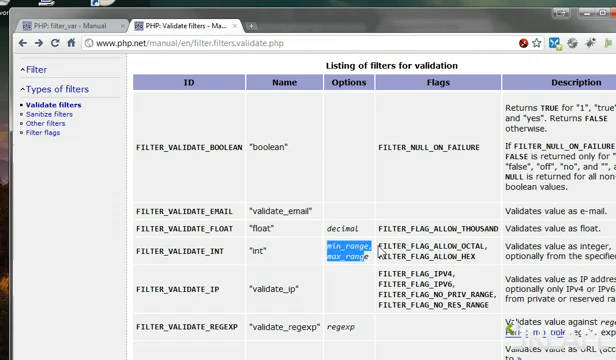 PHP: filter_var - Manual
PHP: Validate filters - M
www.php.net/manual/en/filter.filters.validate.php
Filter
Types of filters
Validate filters
Sanitize filters
Other filters
Filter flags
Listing of filters for validation
ID Name Options Flags Description
FILTER_VALIDATE_BOOLEAN "boolean" FILTER_NULL_ON_FAILURE
Returns TRUE for "1", "true"
and "yes". Returns FALSE
otherwise.
If FILTER_NULL_ON_FAILURE
FALSE is returned only for "
"false", "off", "no", and "", a
NULL is returned for all non-
boolean values.
FILTER_VALIDATE_EMAIL "validate_email" Validates value as e-mail.
FILTER_VALIDATE_FLOAT "float" decimal FILTER_FLAG_ALLOW_THOUSAND Validates value as float.
FILTER_VALIDATE_INT "int"
min_range,
max_range
FILTER_FLAG_ALLOW_OCTAL,
FILTER_FLAG_ALLOW_HEX
Validates value as integer,
optionally from the specified
FILTER_VALIDATE_IP "validate_ip"
FILTER_FLAG_IPV4,
FILTER_FLAG_IPV6,
FILTER_FLAG_NO_PRIV_RANGE,
FILTER_FLAG_NO_RES_RANGE
Validates value as IP addres
optionally only IPv4 or IPv6
from private or reserved ra
FILTER_VALIDATE_REGEXP "validate_regexp" regexp
Validates value against rege
Validates value as URL (acco